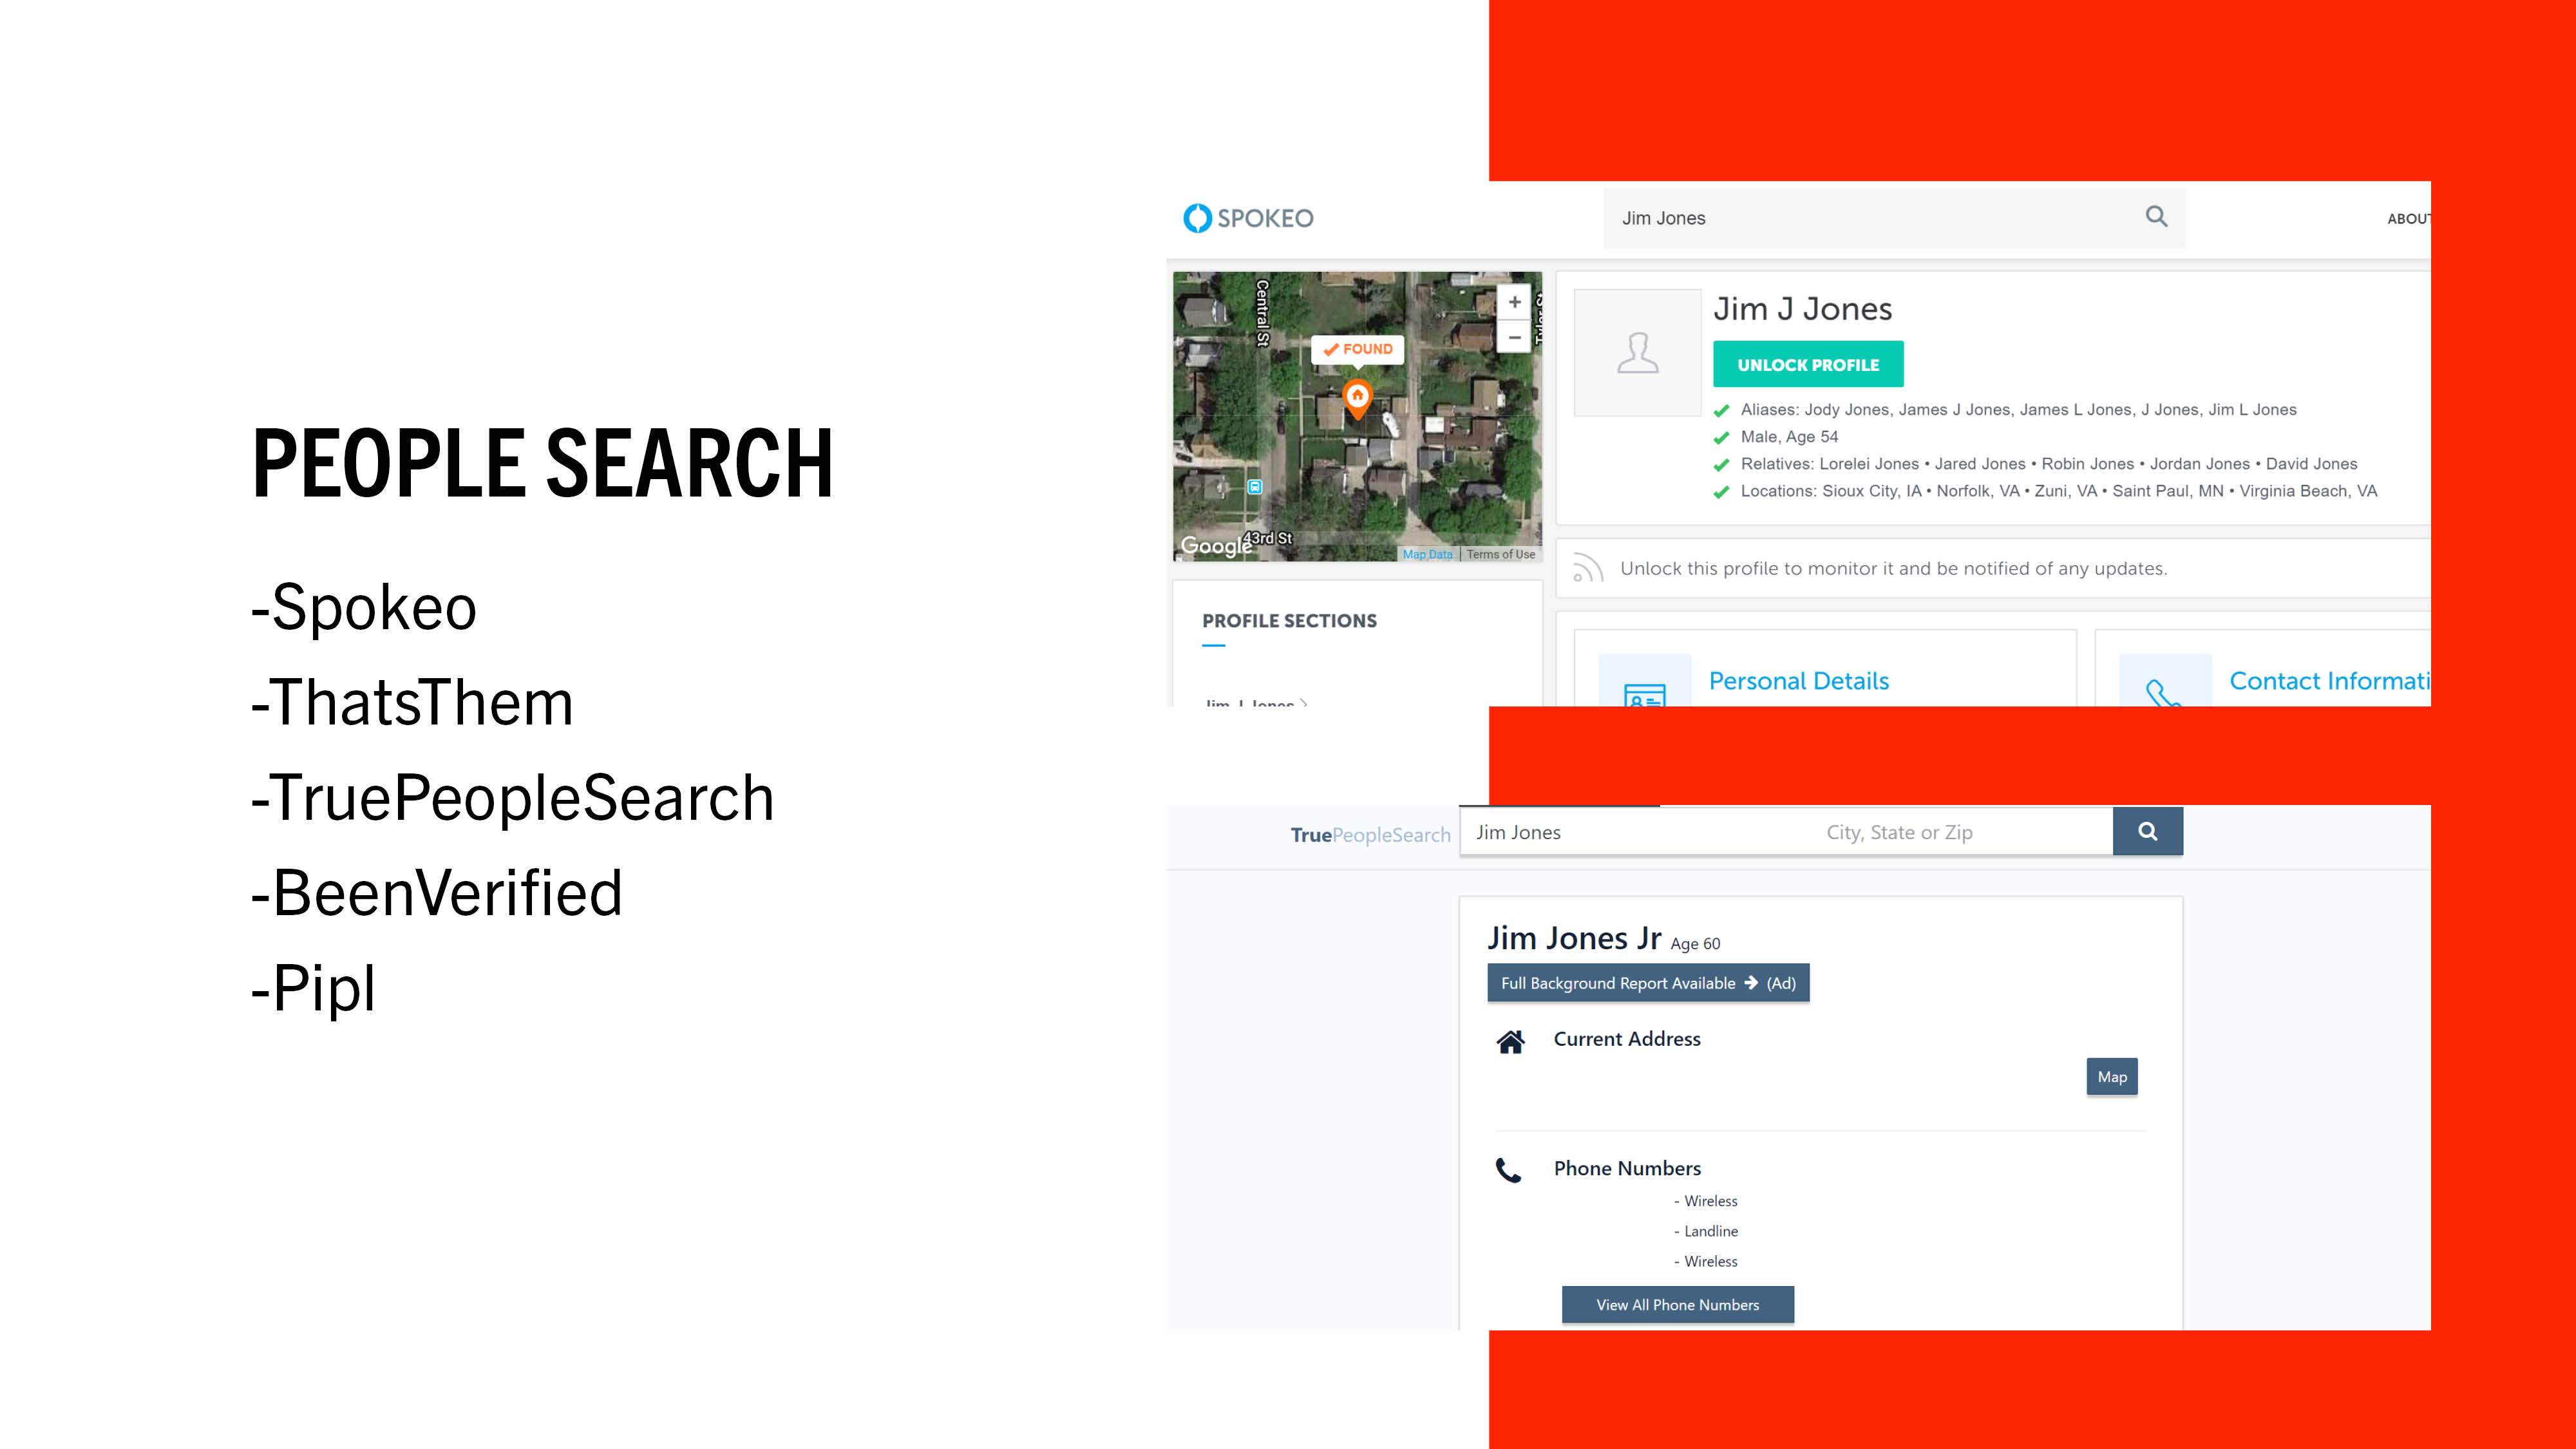 PEOPLE SEARCH
-Spokeo
-ThatsThem
-TruePeopleSearch
-BeenVerified
-Pipl
SPOKEO
Jim Jones
ABOUT
Central St
+
−
FOUND
43rd St
Google
Map Data
Terms of Use
Jim J Jones
UNLOCK PROFILE
Aliases: Jody Jones, James J Jones, James L Jones, J Jones, Jim L Jones
Male, Age 54
Relatives: Lorelei Jones • Jared Jones • Robin Jones • Jordan Jones • David Jones
Locations: Sioux City, IA • Norfolk, VA • Zuni, VA • Saint Paul, MN • Virginia Beach, VA
Unlock this profile to monitor it and be notified of any updates.
PROFILE SECTIONS
Jim J Jones >
Personal Details
Contact Informati
TruePeopleSearch
Jim Jones
City, State or Zip
Jim Jones Jr Age 60
Full Background Report Available → (Ad)
Current Address
Map
Phone Numbers
- Wireless
- Landline
- Wireless
View All Phone Numbers